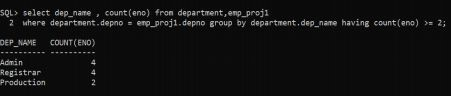 SQL> select dep_name , count(eno) from department,emp_proj1
2 where department.depno = emp_proj1.depno group by department.dep_name having count(eno) >= 2;
DEP_NAME COUNT(ENO)
---------- ----------
Admin 4
Registrar 4
Production 2